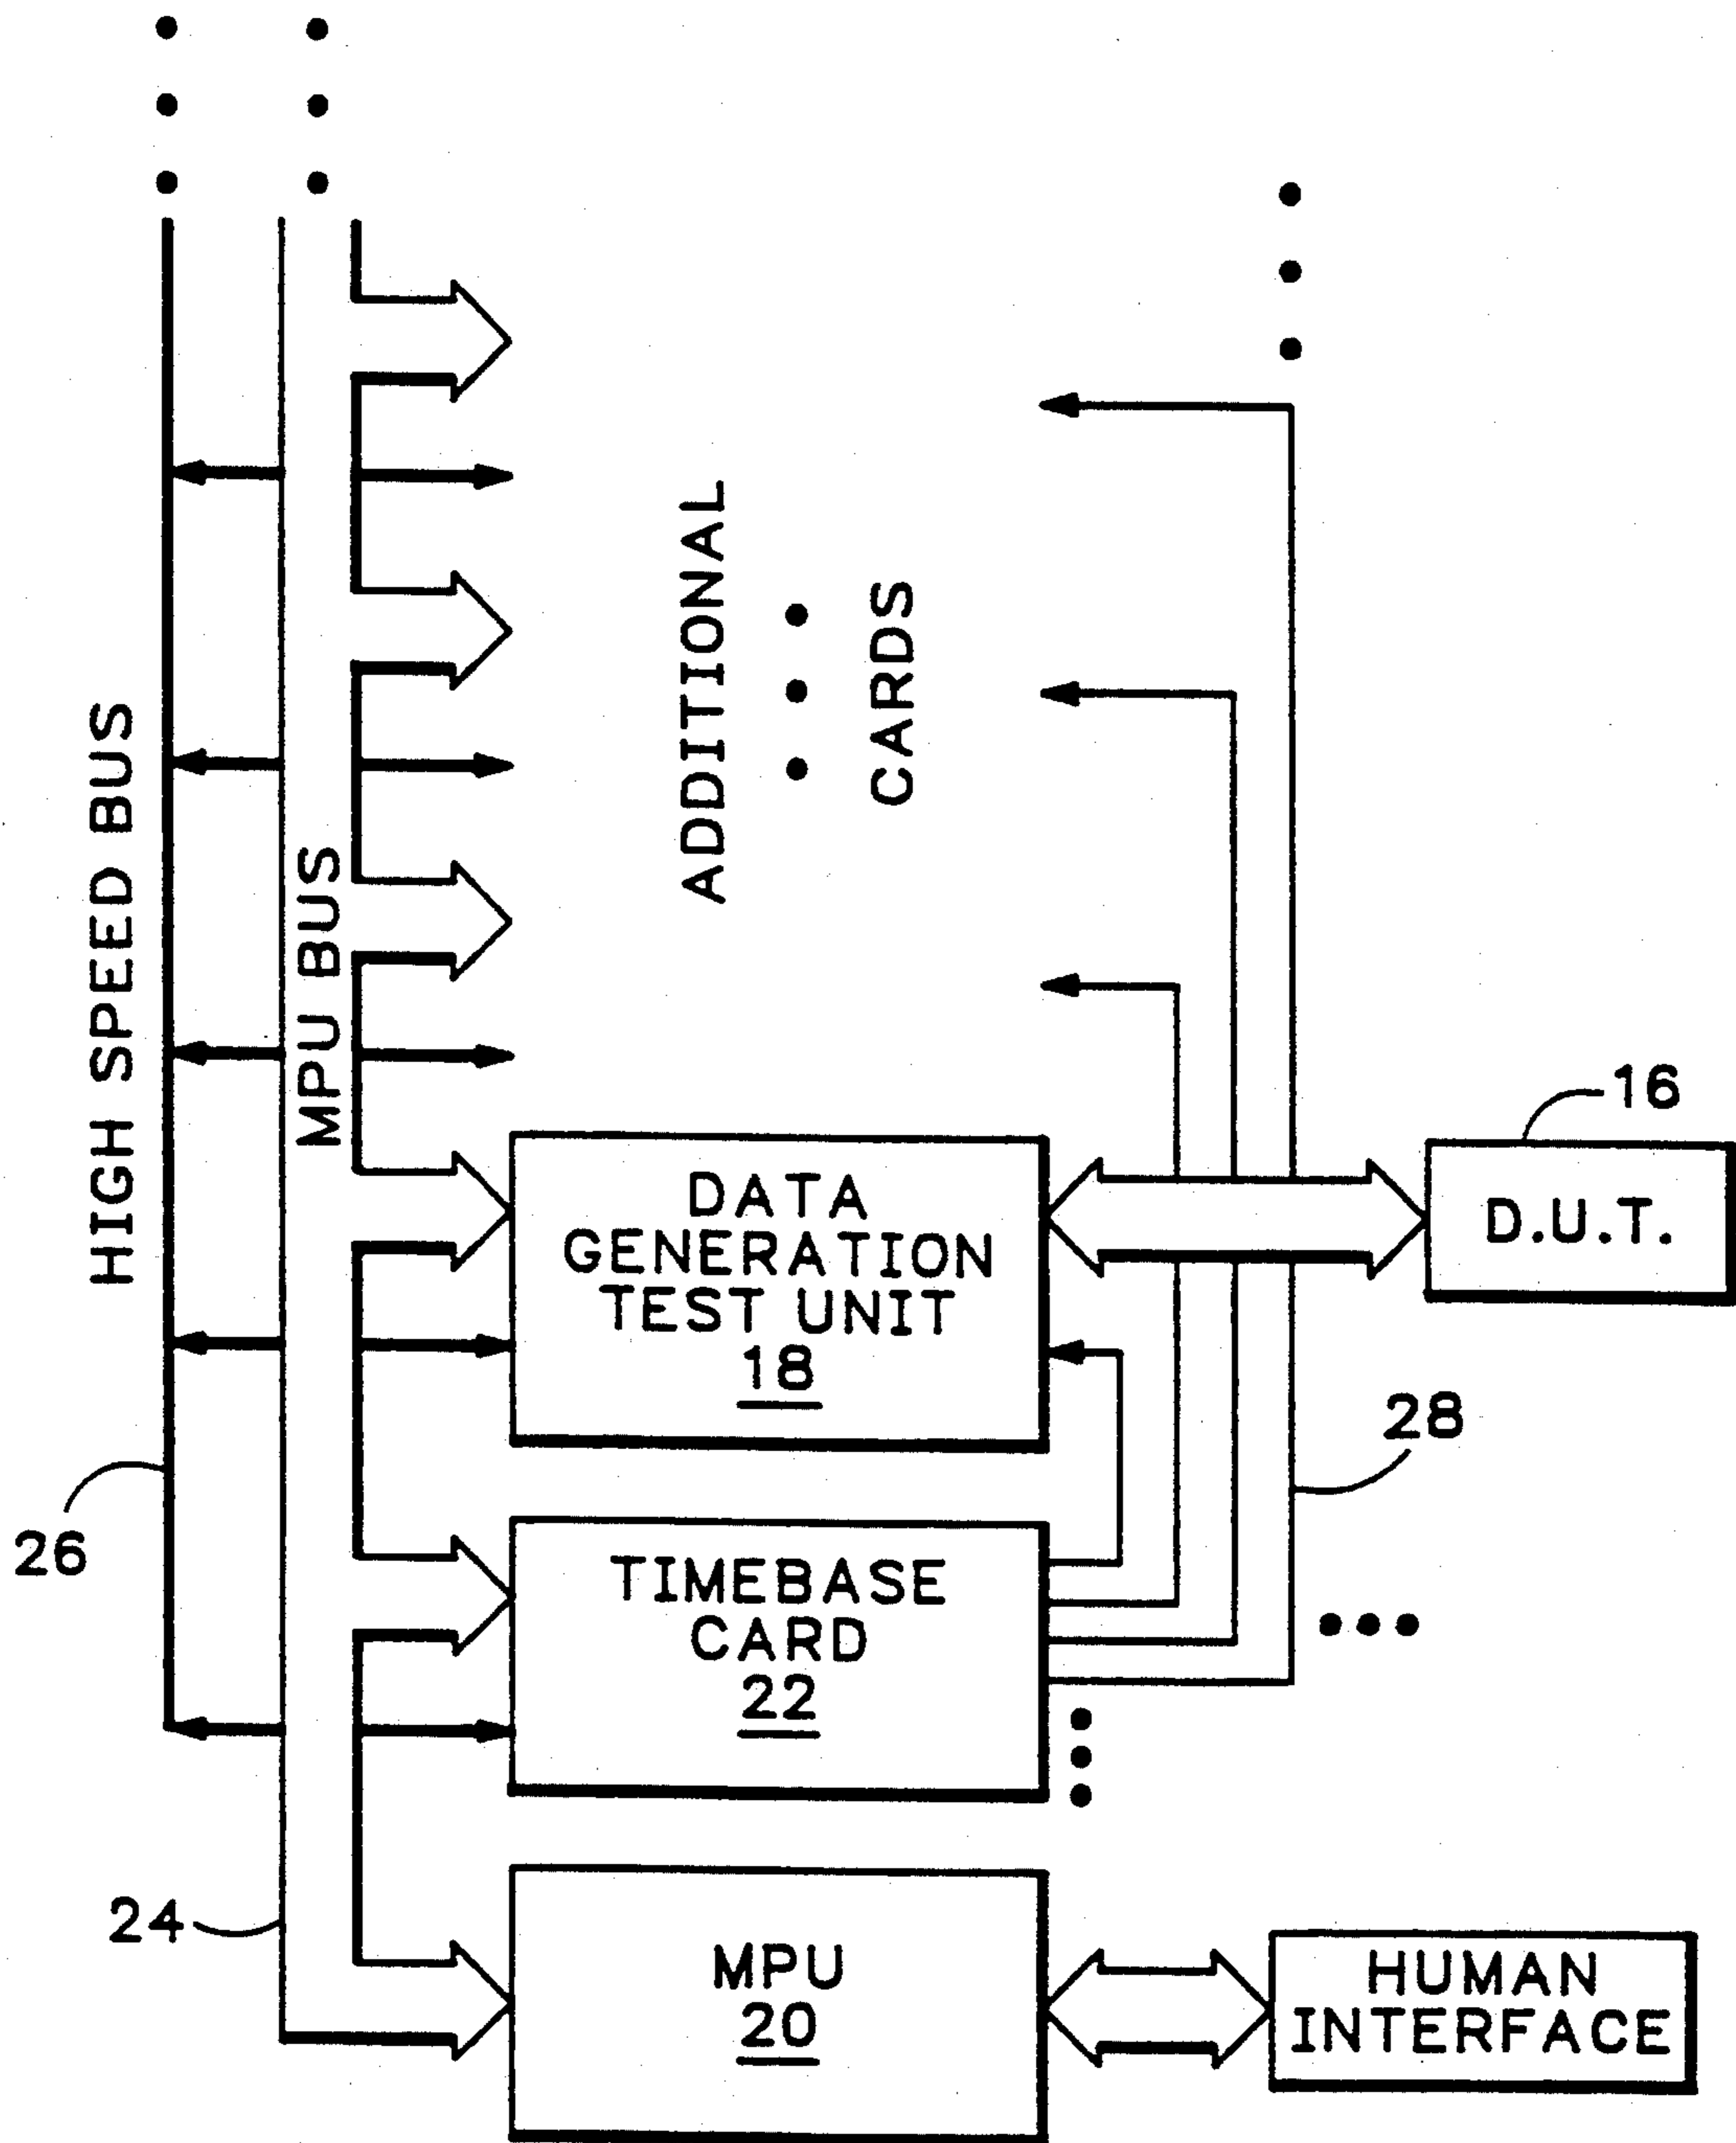 HIGH SPEED BUS
MPU BUS
ADDITIONAL
CARDS
16
DATA
GENERATION
TEST UNIT
18
D.U.T.
28
26
TIMEBASE
CARD
22
24
MPU
20
HUMAN
INTERFACE